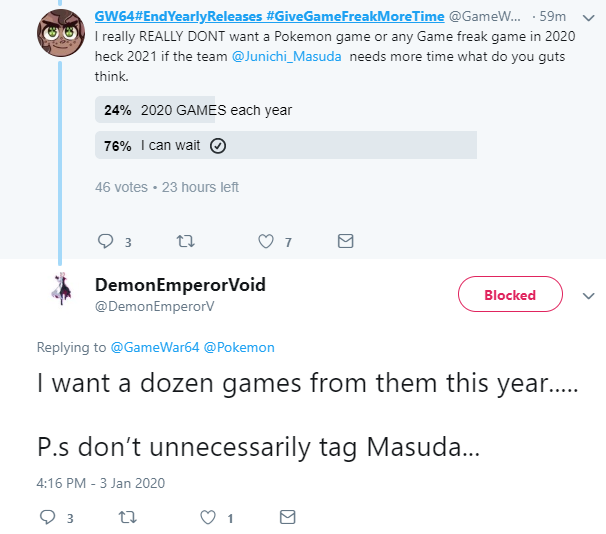 GW64#EndYearlyReleases #GiveGameFreakMoreTime @GameW... · 59m
I really REALLY DONT want a Pokemon game or any Game freak game in 2020
heck 2021 if the team @Junichi_Masuda needs more time what do you guts
think.
24% 2020 GAMES each year
76% I can wait
46 votes • 23 hours left
3 7
DemonEmperorVoid
@DemonEmperorV
Blocked
Replying to @GameWar64 @Pokemon
I want a dozen games from them this year.....
P.s don’t unnecessarily tag Masuda...
4:16 PM - 3 Jan 2020
3 1